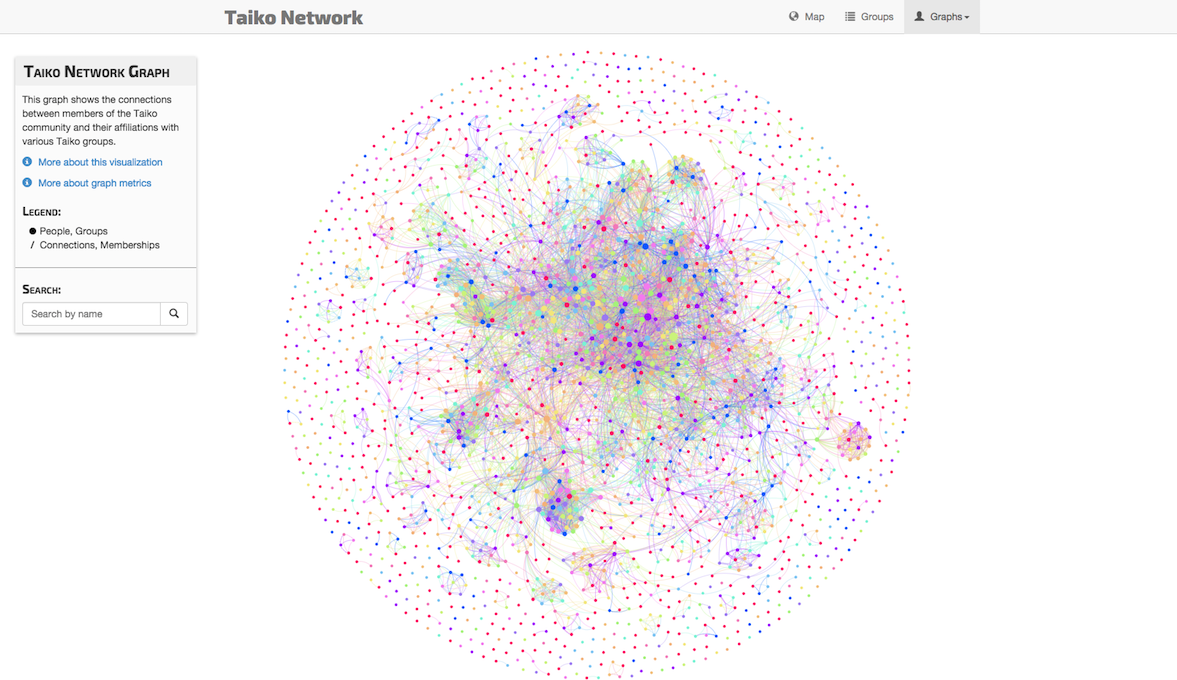 Taiko Network
Map
Groups
Graphs
Taiko Network Graph
This graph shows the connections
between members of the Taiko
community and their affiliations with
various Taiko groups.
More about this visualization
More about graph metrics
Legend:
People, Groups
/ Connections, Memberships
Search:
Search by name